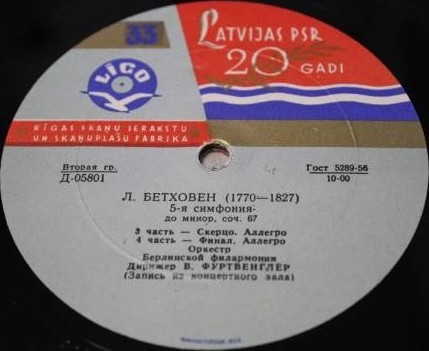 33
LATVIJAS PSR
20 GADI
LĪGO
RĪGAS SKAŅU IERAKSTU
UN SKAŅUPLAŠU FABRIKA
Вторая гр.
Д-05801
Гост 5289-56
10-00
Л. БЕТХОВЕН (1770—1827)
5-я симфония
до минор, соч. 67
3 часть — Скерцо. Аллегро
4 часть — Финал. Аллегро
Оркестр
Берлинской филармонии
Дирижер В. ФУРТВЕНГЛЕР
(Запись из концертного зала)